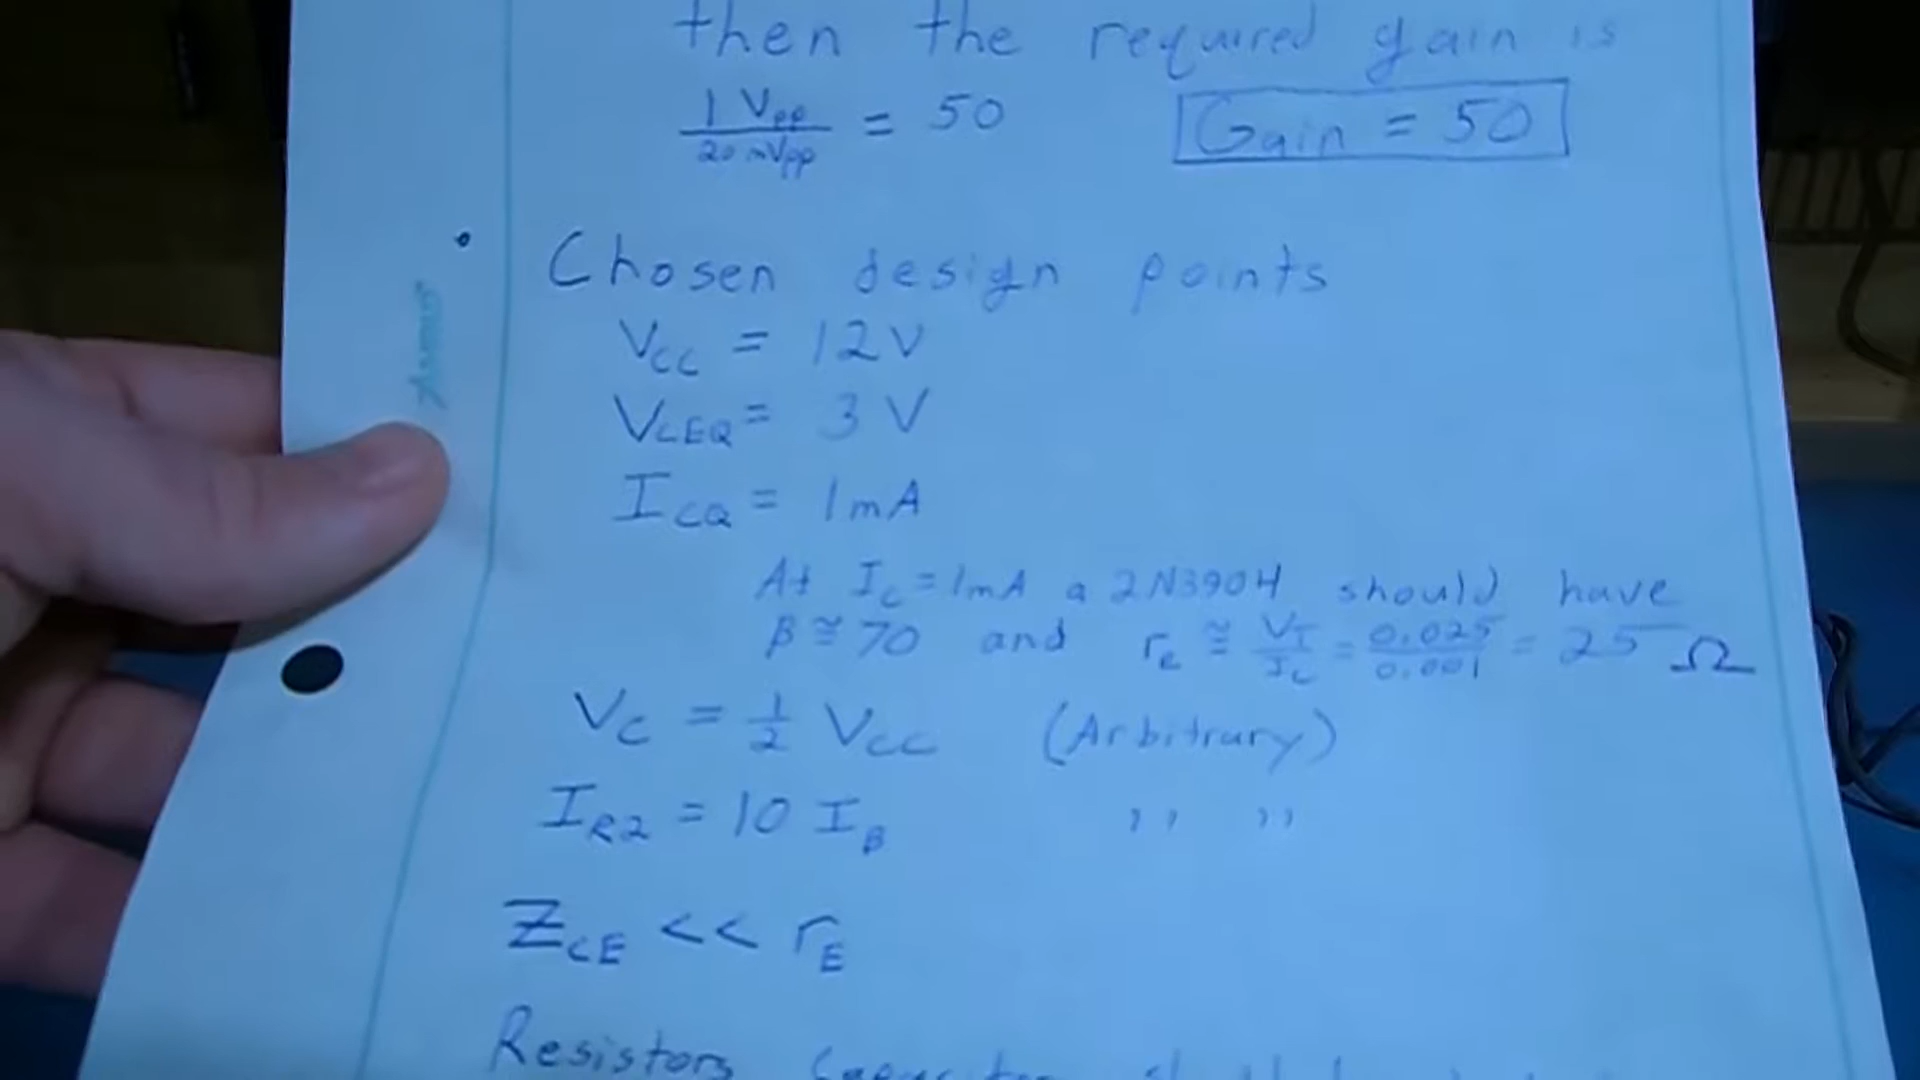 then the required gain is
1 Vpp / 20 mVpp = 50 Gain = 50
• Chosen design points
VCC = 12V
VCEQ = 3 V
ICQ = 1mA
At IC = 1mA a 2N3904 should have
β ≅ 70 and re ≅ VT/IC = 0.025/0.001 = 25 Ω
VC = 1/2 VCC (Arbitrary)
IR2 = 10 IB ,, ,,
ZCE << rE
Resistors